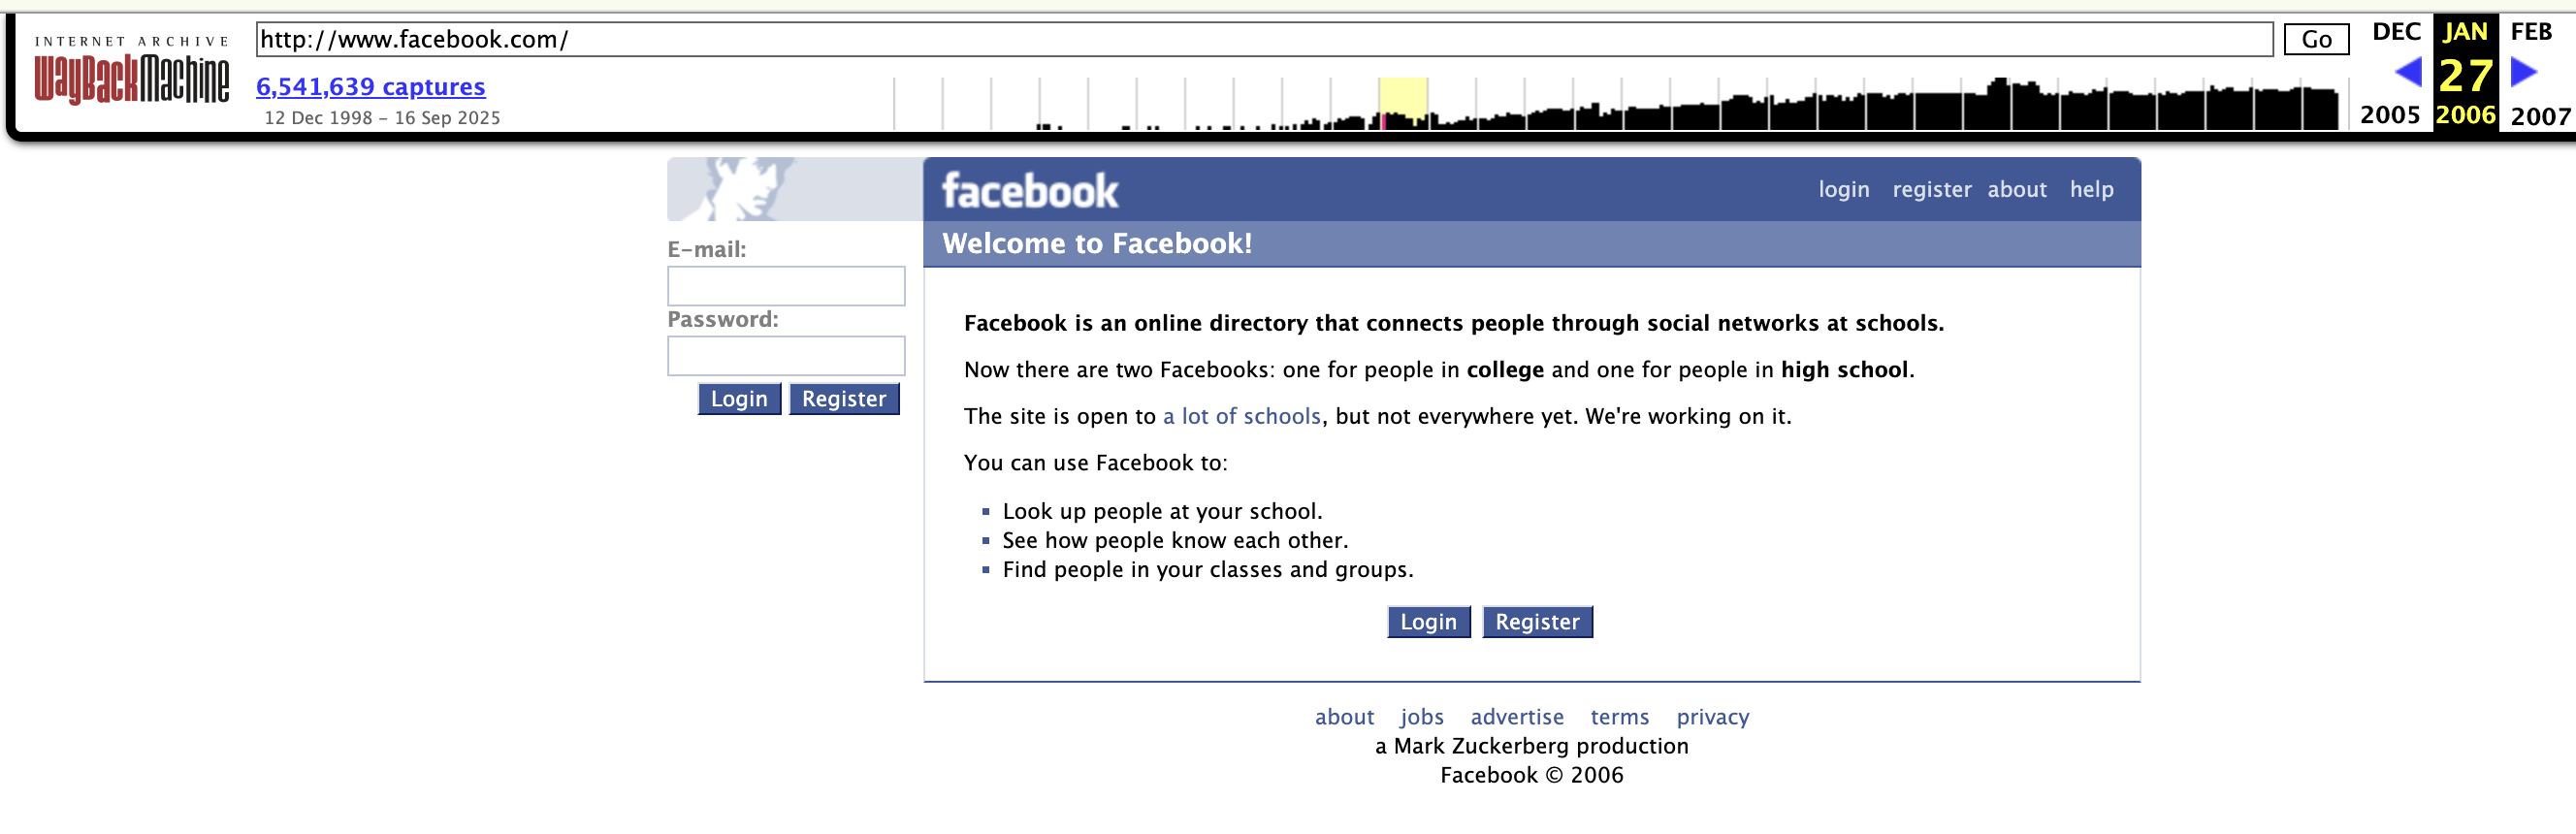 INTERNET ARCHIVE
WayBackMachine
http://www.facebook.com/
Go
6,541,639 captures
12 Dec 1998 – 16 Sep 2025
DEC JAN FEB
27
2005 2006 2007
facebook
login register about help
Welcome to Facebook!
E-mail:
Password:
Login Register
Facebook is an online directory that connects people through social networks at schools.
Now there are two Facebooks: one for people in college and one for people in high school.
The site is open to a lot of schools, but not everywhere yet. We're working on it.
You can use Facebook to:
▪ Look up people at your school.
▪ See how people know each other.
▪ Find people in your classes and groups.
Login Register
about jobs advertise terms privacy
a Mark Zuckerberg production
Facebook © 2006